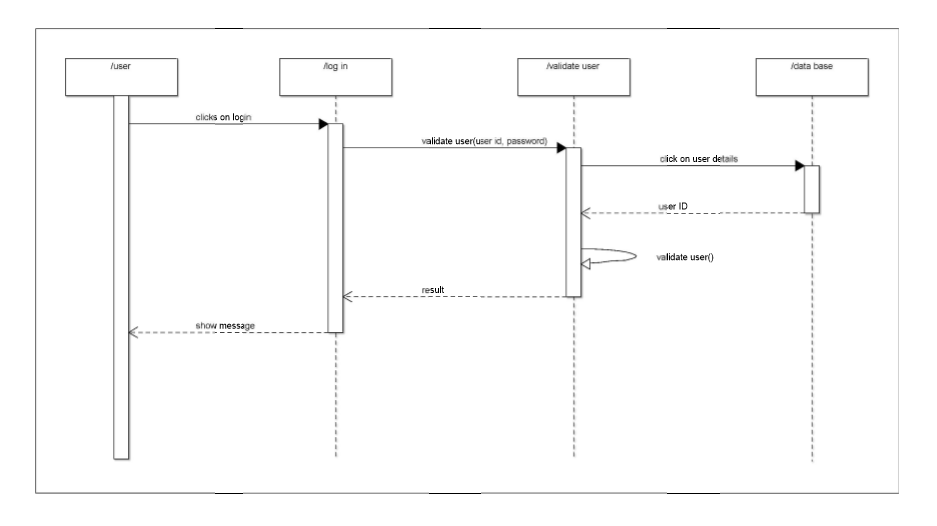 /user
/log in
/validate user
/data base
clicks on login
validate user(user id, password)
click on user details
user ID
validate user()
result
show message